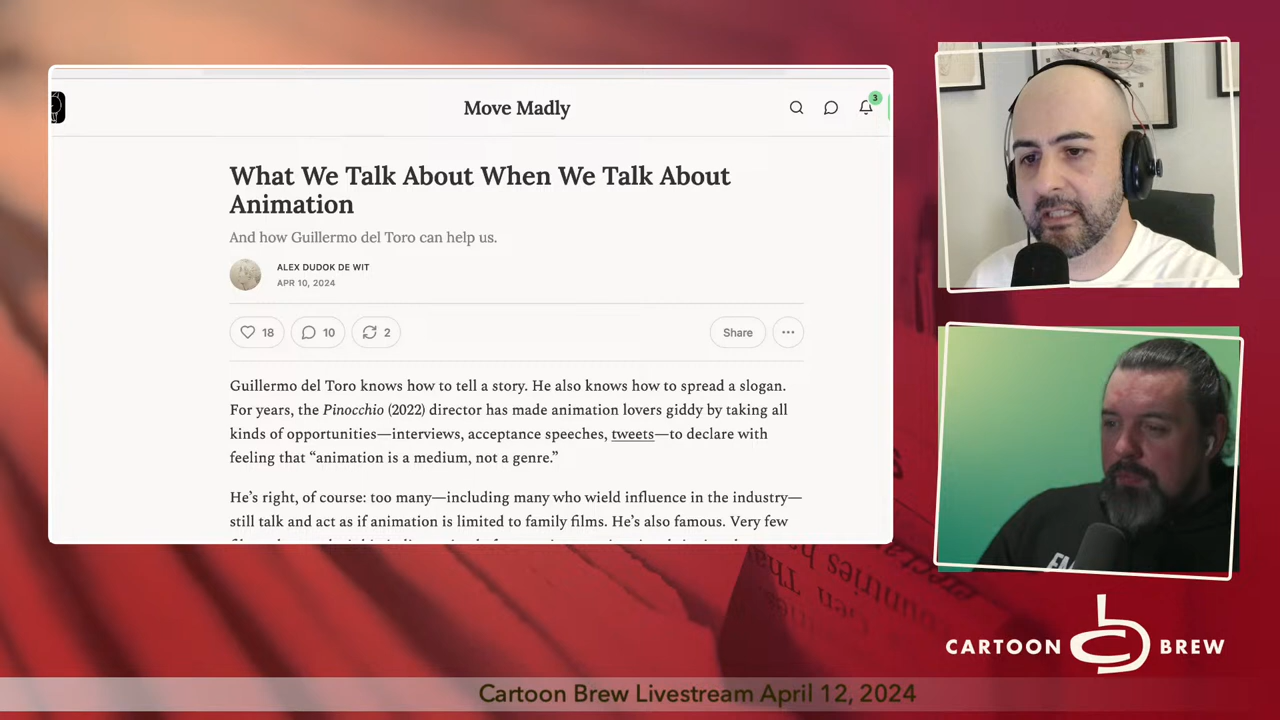 Move Madly
3
What We Talk About When We Talk About
Animation
And how Guillermo del Toro can help us.
ALEX DUDOK DE WIT
APR 10, 2024
18
10
2
Share
Guillermo del Toro knows how to tell a story. He also knows how to spread a slogan.
For years, the Pinocchio (2022) director has made animation lovers giddy by taking all
kinds of opportunities—interviews, acceptance speeches, tweets—to declare with
feeling that “animation is a medium, not a genre.”
He’s right, of course: too many—including many who wield influence in the industry—
still talk and act as if animation is limited to family films. He’s also famous. Very few
CARTOON BREW
Cartoon Brew Livestream April 12, 2024